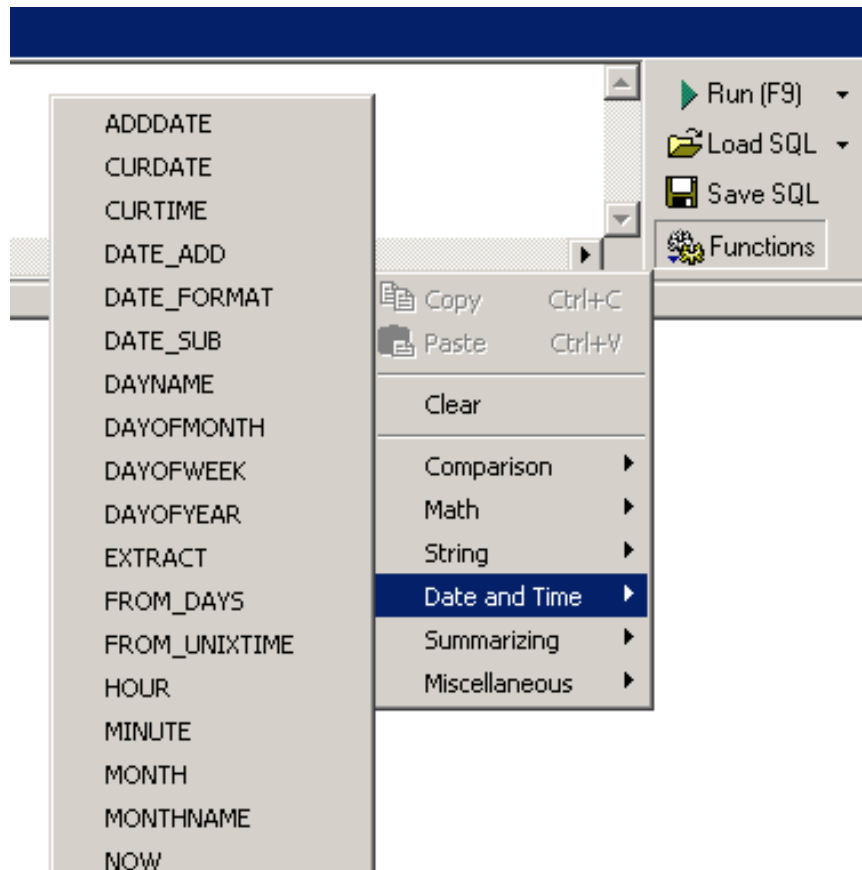 Run (F9)
Load SQL
Save SQL
Functions
Copy Ctrl+C
Paste Ctrl+V
Clear
Comparison
Math
String
Date and Time
Summarizing
Miscellaneous
ADDDATE
CURDATE
CURTIME
DATE_ADD
DATE_FORMAT
DATE_SUB
DAYNAME
DAYOFMONTH
DAYOFWEEK
DAYOFYEAR
EXTRACT
FROM_DAYS
FROM_UNIXTIME
HOUR
MINUTE
MONTH
MONTHNAME
NOW